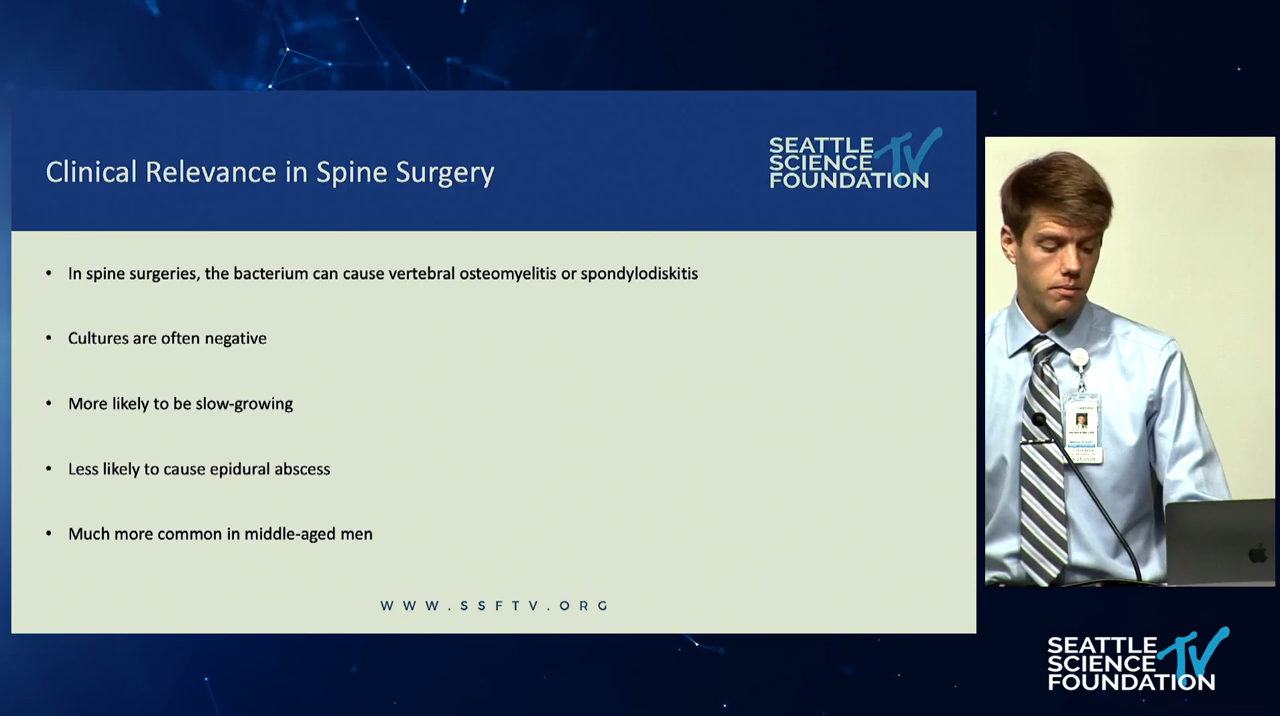 Clinical Relevance in Spine Surgery
SEATTLE
SCIENCE TV
FOUNDATION
• In spine surgeries, the bacterium can cause vertebral osteomyelitis or spondylodiskitis
• Cultures are often negative
• More likely to be slow-growing
• Less likely to cause epidural abscess
• Much more common in middle-aged men
WWW.SSFTV.ORG
SEATTLE
SCIENCE TV
FOUNDATION